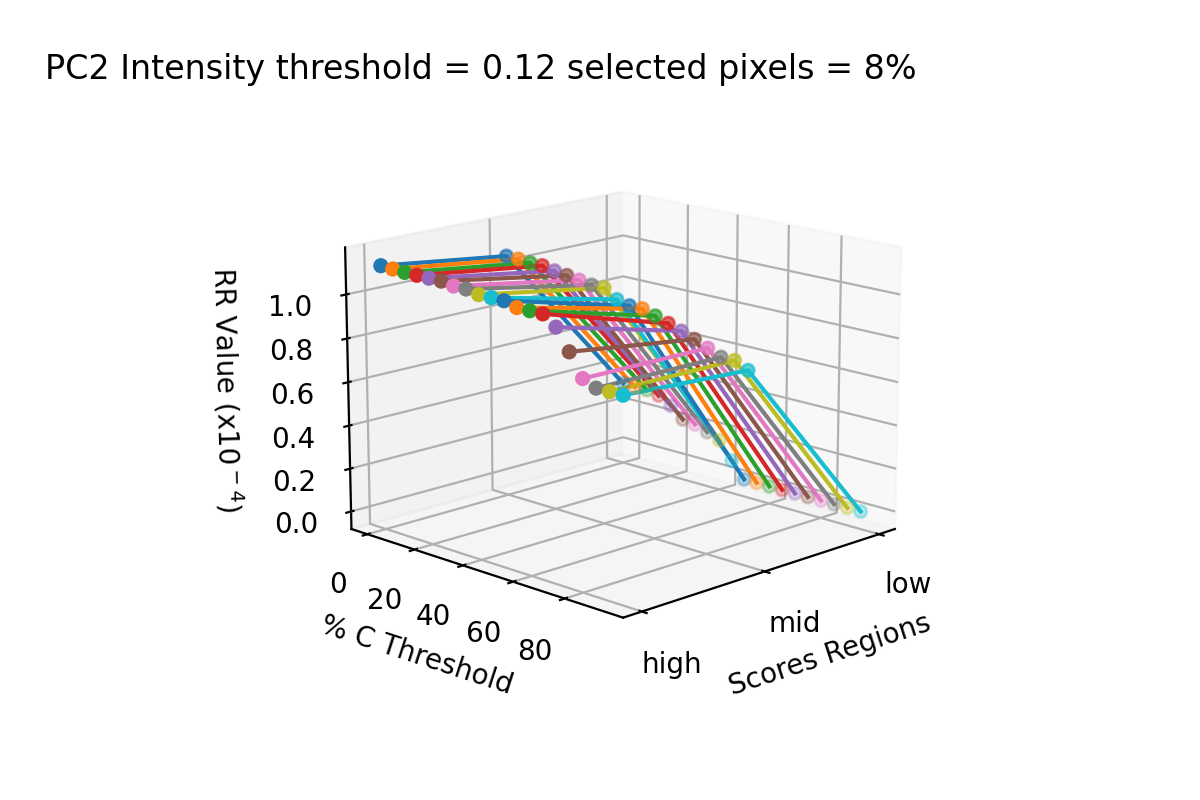 PC2 Intensity threshold = 0.12 selected pixels = 8%
RR Value (x10⁻⁴)
1.0
0.8
0.6
0.4
0.2
0.0
0
20
40
60
80
% C Threshold
high
mid
low
Scores Regions